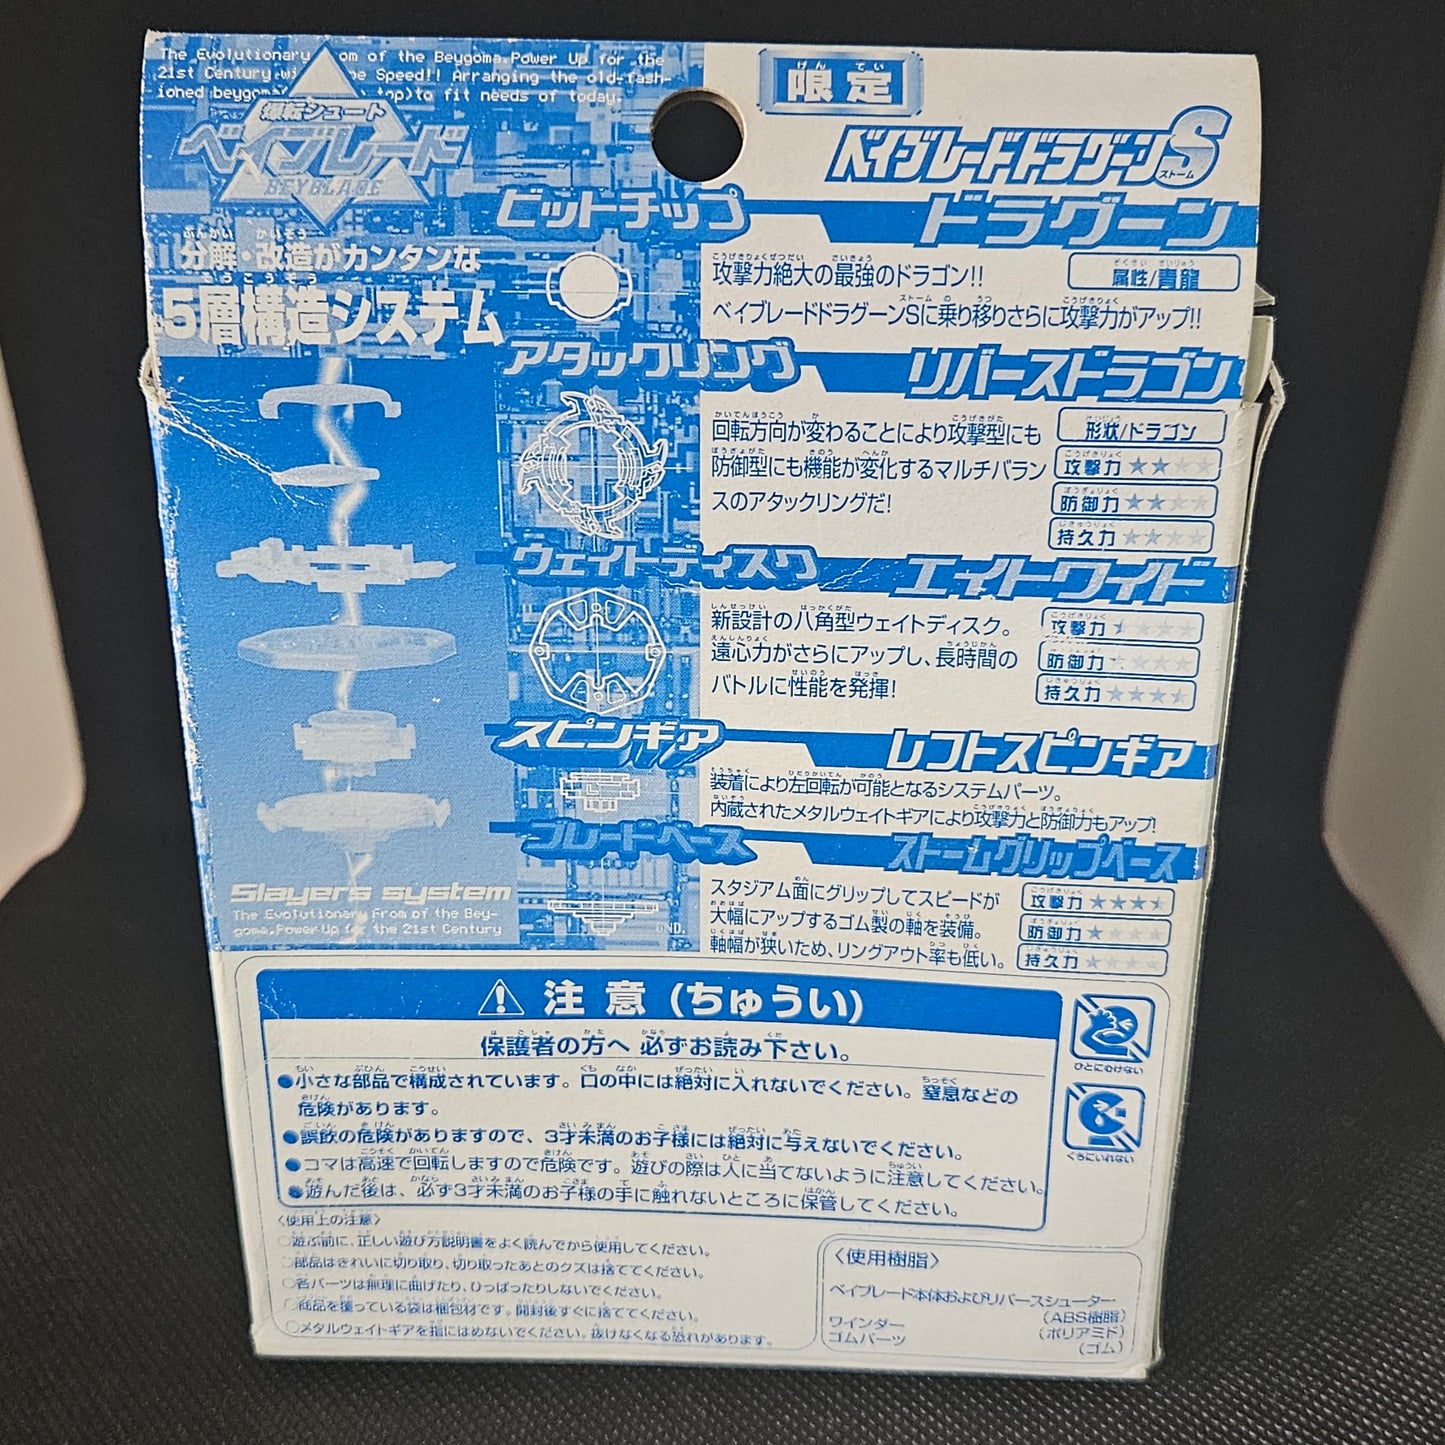 The Evolutionary from of the Beygoma.Power Up for the
21st Century the Speed!! Arranging the old-fash-
ioned top)to fit needs of today.
爆転シュート
ベイブレード
BEYBLADE
分解・改造がカンタンな
5層構造システム
Slayers system
The Evolutionary From of the Bey-
goma.Power Up for the 21st Century
限定
ベイブレードドラグーンS
ストーム
ビットチップ
ドラグーン
属性/青龍
攻撃力絶大の最強のドラゴン!!
ベイブレードドラグーンSに乗り移りさらに攻撃力がアップ!!
アタックリング
リバースドラゴン
回転方向が変わることにより攻撃型にも
防御型にも機能が変化するマルチバラン
スのアタックリングだ!
形状/ドラゴン
攻撃力
防御力
持久力
ウェイトディスク
エイトワイド
新設計の八角型ウェイトディスク。
遠心力がさらにアップし、長時間の
バトルに性能を発揮!
攻撃力
防御力
持久力
スピンギア
レフトスピンギア
装着により左回転が可能となるシステムパーツ。
内蔵されたメタルウェイトギアにより攻撃力と防御力もアップ!
ブレードベース
ストームグリップベース
スタジアム面にグリップしてスピードが
大幅にアップするゴム製の軸を装備。
軸幅が狭いため、リングアウト率も低い。
攻撃力
防御力
持久力
GND.
注意(ちゅうい)
保護者の方へ 必ずお読み下さい。
●小さな部品で構成されています。口の中には絶対に入れないでください。窒息などの
危険があります。
●誤飲の危険がありますので、3才未満のお子様には絶対に与えないでください。
●コマは高速で回転しますので危険です。遊びの際は人に当てないように注意してください。
●遊んだ後は、必ず3才未満のお子様の手に触れないところに保管してください。
ひとにむけない
くちにいれない
〈使用上の注意〉
○遊ぶ前に、正しい遊び方説明書をよく読んでから使用してください。
○部品はきれいに切り取り、切り取ったあとのクズは捨ててください。
○各パーツは無理に曲げたり、ひっぱったりしないでください。
○商品を覆っている袋は梱包材です。開封後すぐに捨ててください。
○メタルウェイトギアを指にはめないでください。抜けなくなる恐れがあります。
〈使用樹脂〉
ベイブレード本体およびリバースシューター
(ABS樹脂)
ワインダー (ポリアミド)
ゴムパーツ (ゴム)